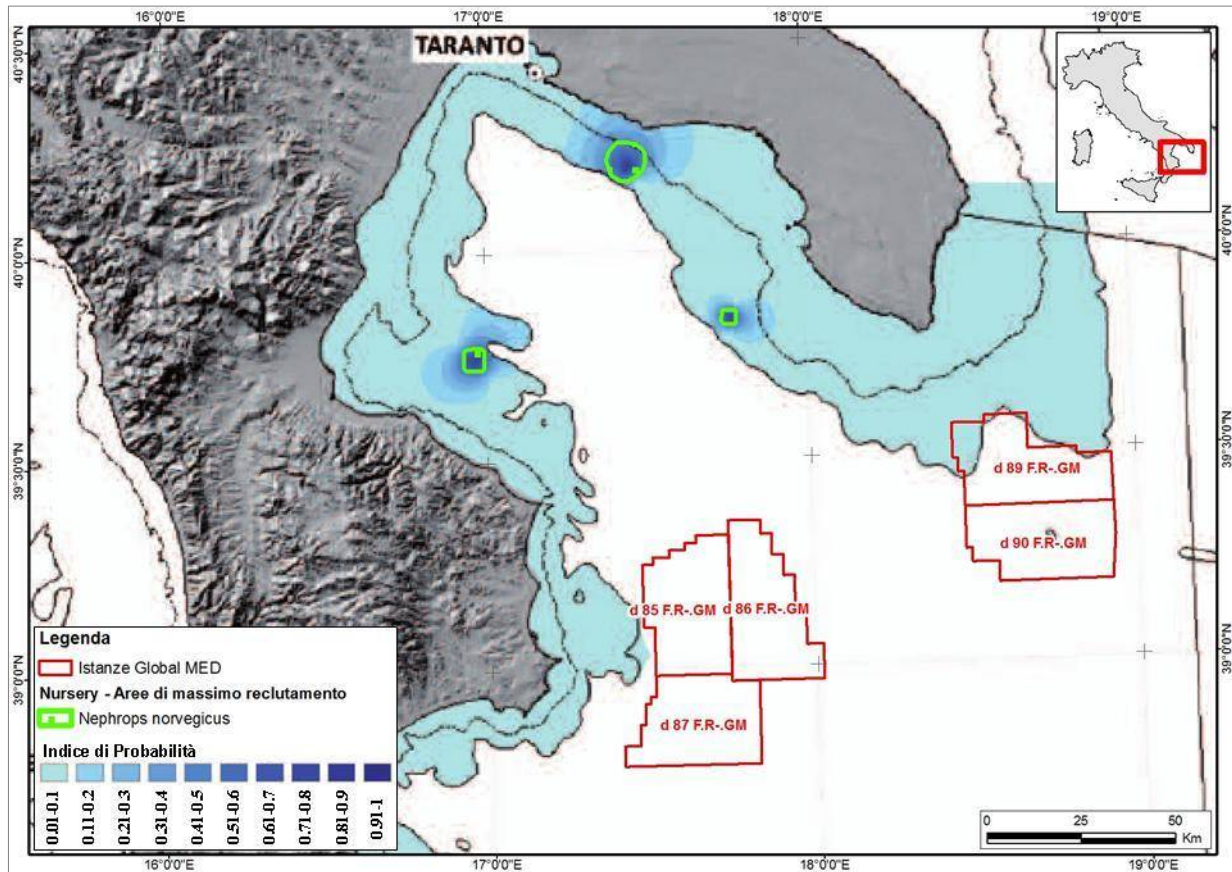 16°0'0"E
17°0'0"E
18°0'0"E
19°0'0"E
40°30'0"N
40°0'0"N
39°30'0"N
39°0'0"N
TARANTO
40°0'0"N
39°30'0"N
39°0'0"N
d 89 F.R-.GM
d 90 F.R-.GM
d 85 F.R-.GM
d 86 F.R-.GM
d 87 F.R-.GM
Legenda
Istanze Global MED
Nursery - Aree di massimo reclutamento
Nephrops norvegicus
Indice di Probabilità
0.01-0.1
0.11-0.2
0.21-0.3
0.31-0.4
0.41-0.5
0.51-0.6
0.61-0.7
0.71-0.8
0.81-0.9
0.91-1
0 25 50
Km
16°0'0"E
17°0'0"E
18°0'0"E
19°0'0"E